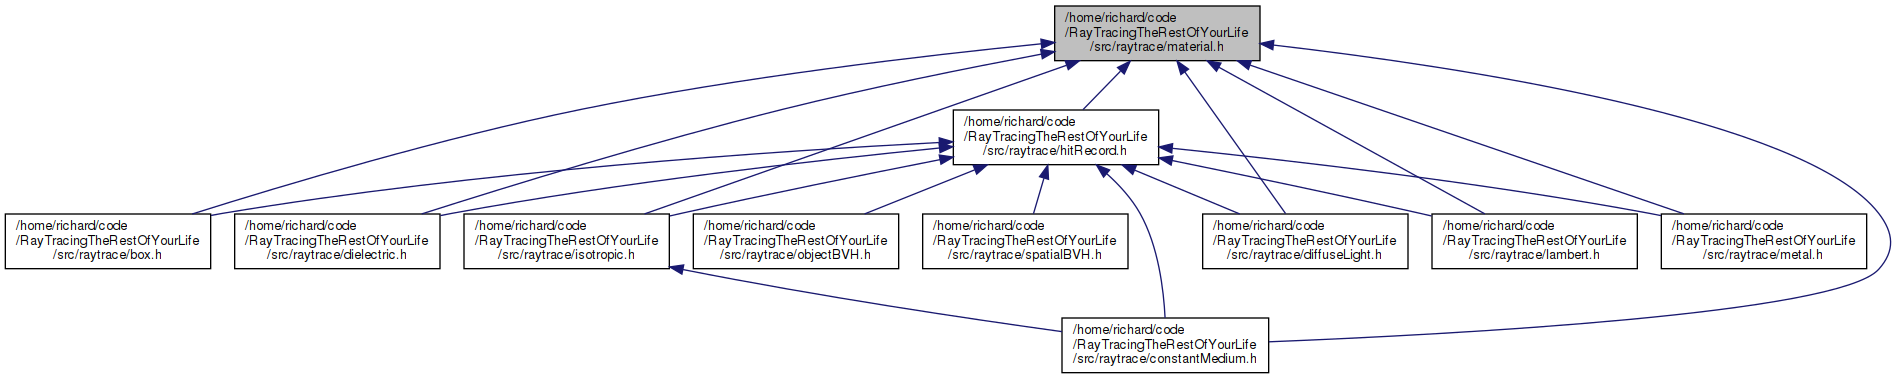 /home/richard/code
/RayTracingTheRestOfYourLife
/src/raytrace/material.h
/home/richard/code
/RayTracingTheRestOfYourLife
/src/raytrace/hitRecord.h
/home/richard/code
/RayTracingTheRestOfYourLife
/src/raytrace/box.h
/home/richard/code
/RayTracingTheRestOfYourLife
/src/raytrace/dielectric.h
/home/richard/code
/RayTracingTheRestOfYourLife
/src/raytrace/isotropic.h
/home/richard/code
/RayTracingTheRestOfYourLife
/src/raytrace/objectBVH.h
/home/richard/code
/RayTracingTheRestOfYourLife
/src/raytrace/spatialBVH.h
/home/richard/code
/RayTracingTheRestOfYourLife
/src/raytrace/diffuseLight.h
/home/richard/code
/RayTracingTheRestOfYourLife
/src/raytrace/lambert.h
/home/richard/code
/RayTracingTheRestOfYourLife
/src/raytrace/metal.h
/home/richard/code
/RayTracingTheRestOfYourLife
/src/raytrace/constantMedium.h